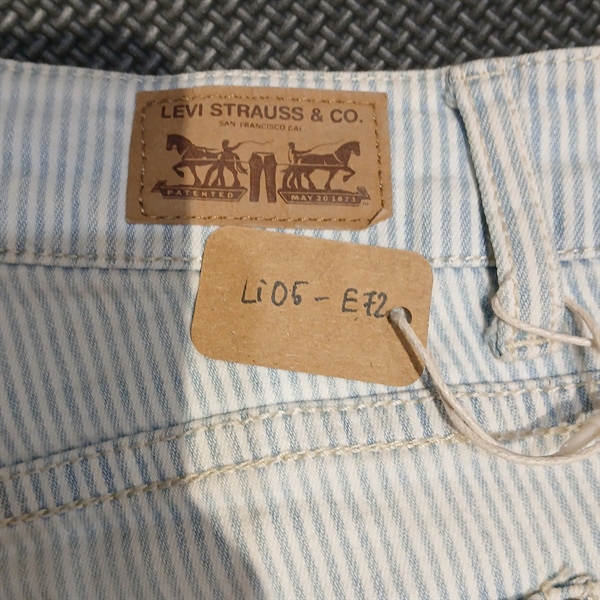 LEVI STRAUSS & CO.
SAN FRANCISCO CAL.
PATENTED
MAY 20 1873
Li05 - E72